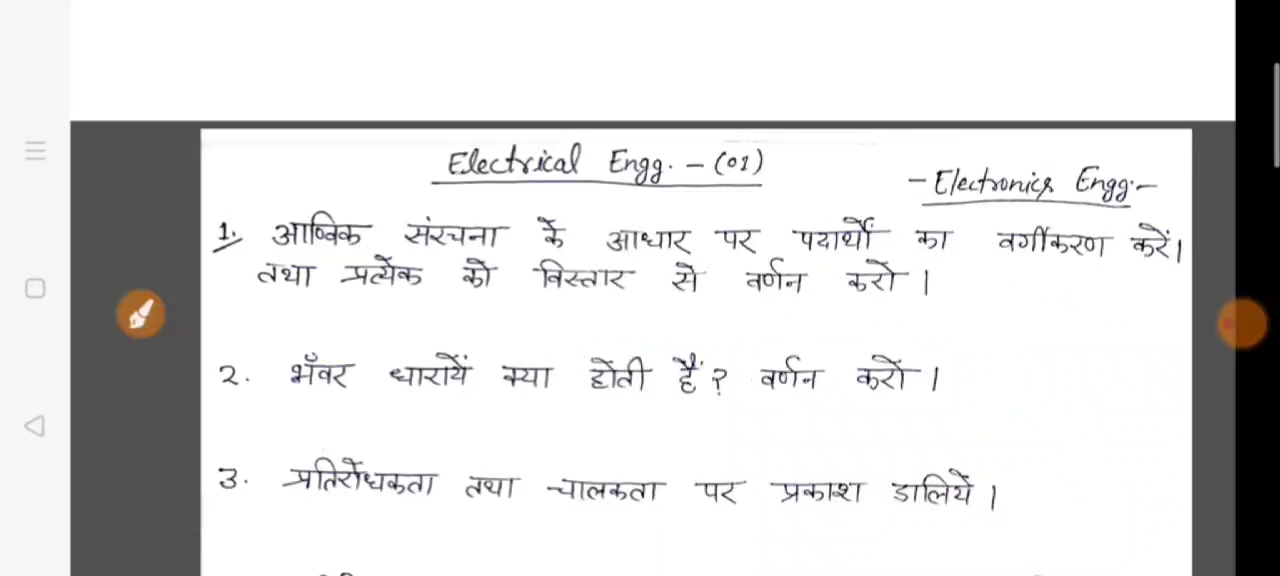 Electrical Engg. - (01)
- Electronics Engg.-
1. आण्विक संरचना के आधार पर पदार्थों का वर्गीकरण करें।
तथा प्रत्येक को विस्तार से वर्णन करो।
2. भँवर धारायें क्या होती हैं? वर्णन करो।
3. प्रतिरोधकता तथा चालकता पर प्रकाश डालियें।